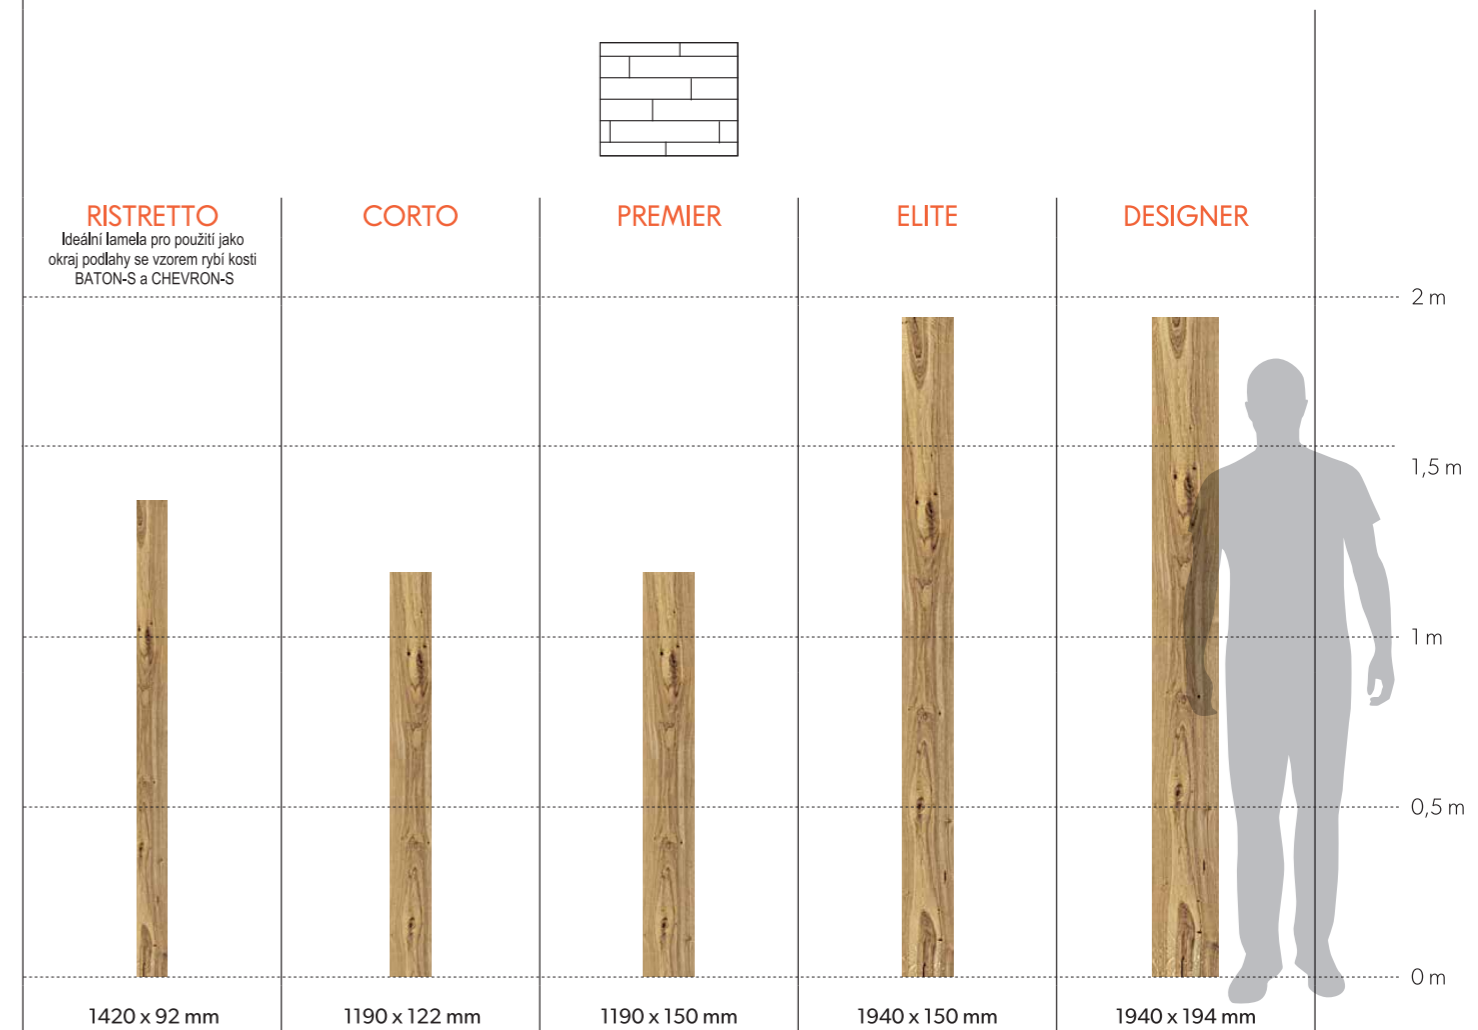 RISTRETTO
Ideální lamela pro použití jako
okraj podlahy se vzorem rybí kosti
BATON-S a CHEVRON-S
CORTO
PREMIER
ELITE
DESIGNER
2 m
1,5 m
1 m
0,5 m
0 m
1420 x 92 mm
1190 x 122 mm
1190 x 150 mm
1940 x 150 mm
1940 x 194 mm